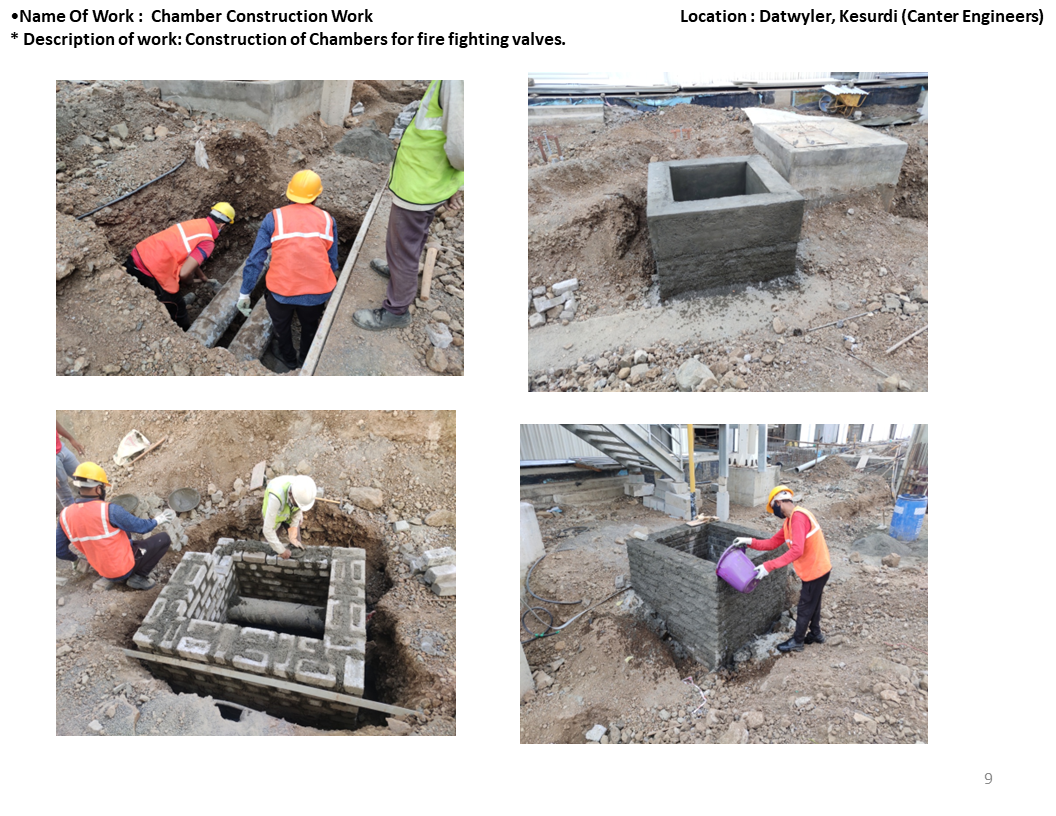 •Name Of Work :  Chamber Construction Work Location : Datwyler, Kesurdi (Canter Engineers)
* Description of work: Construction of Chambers for fire fighting valves.
9